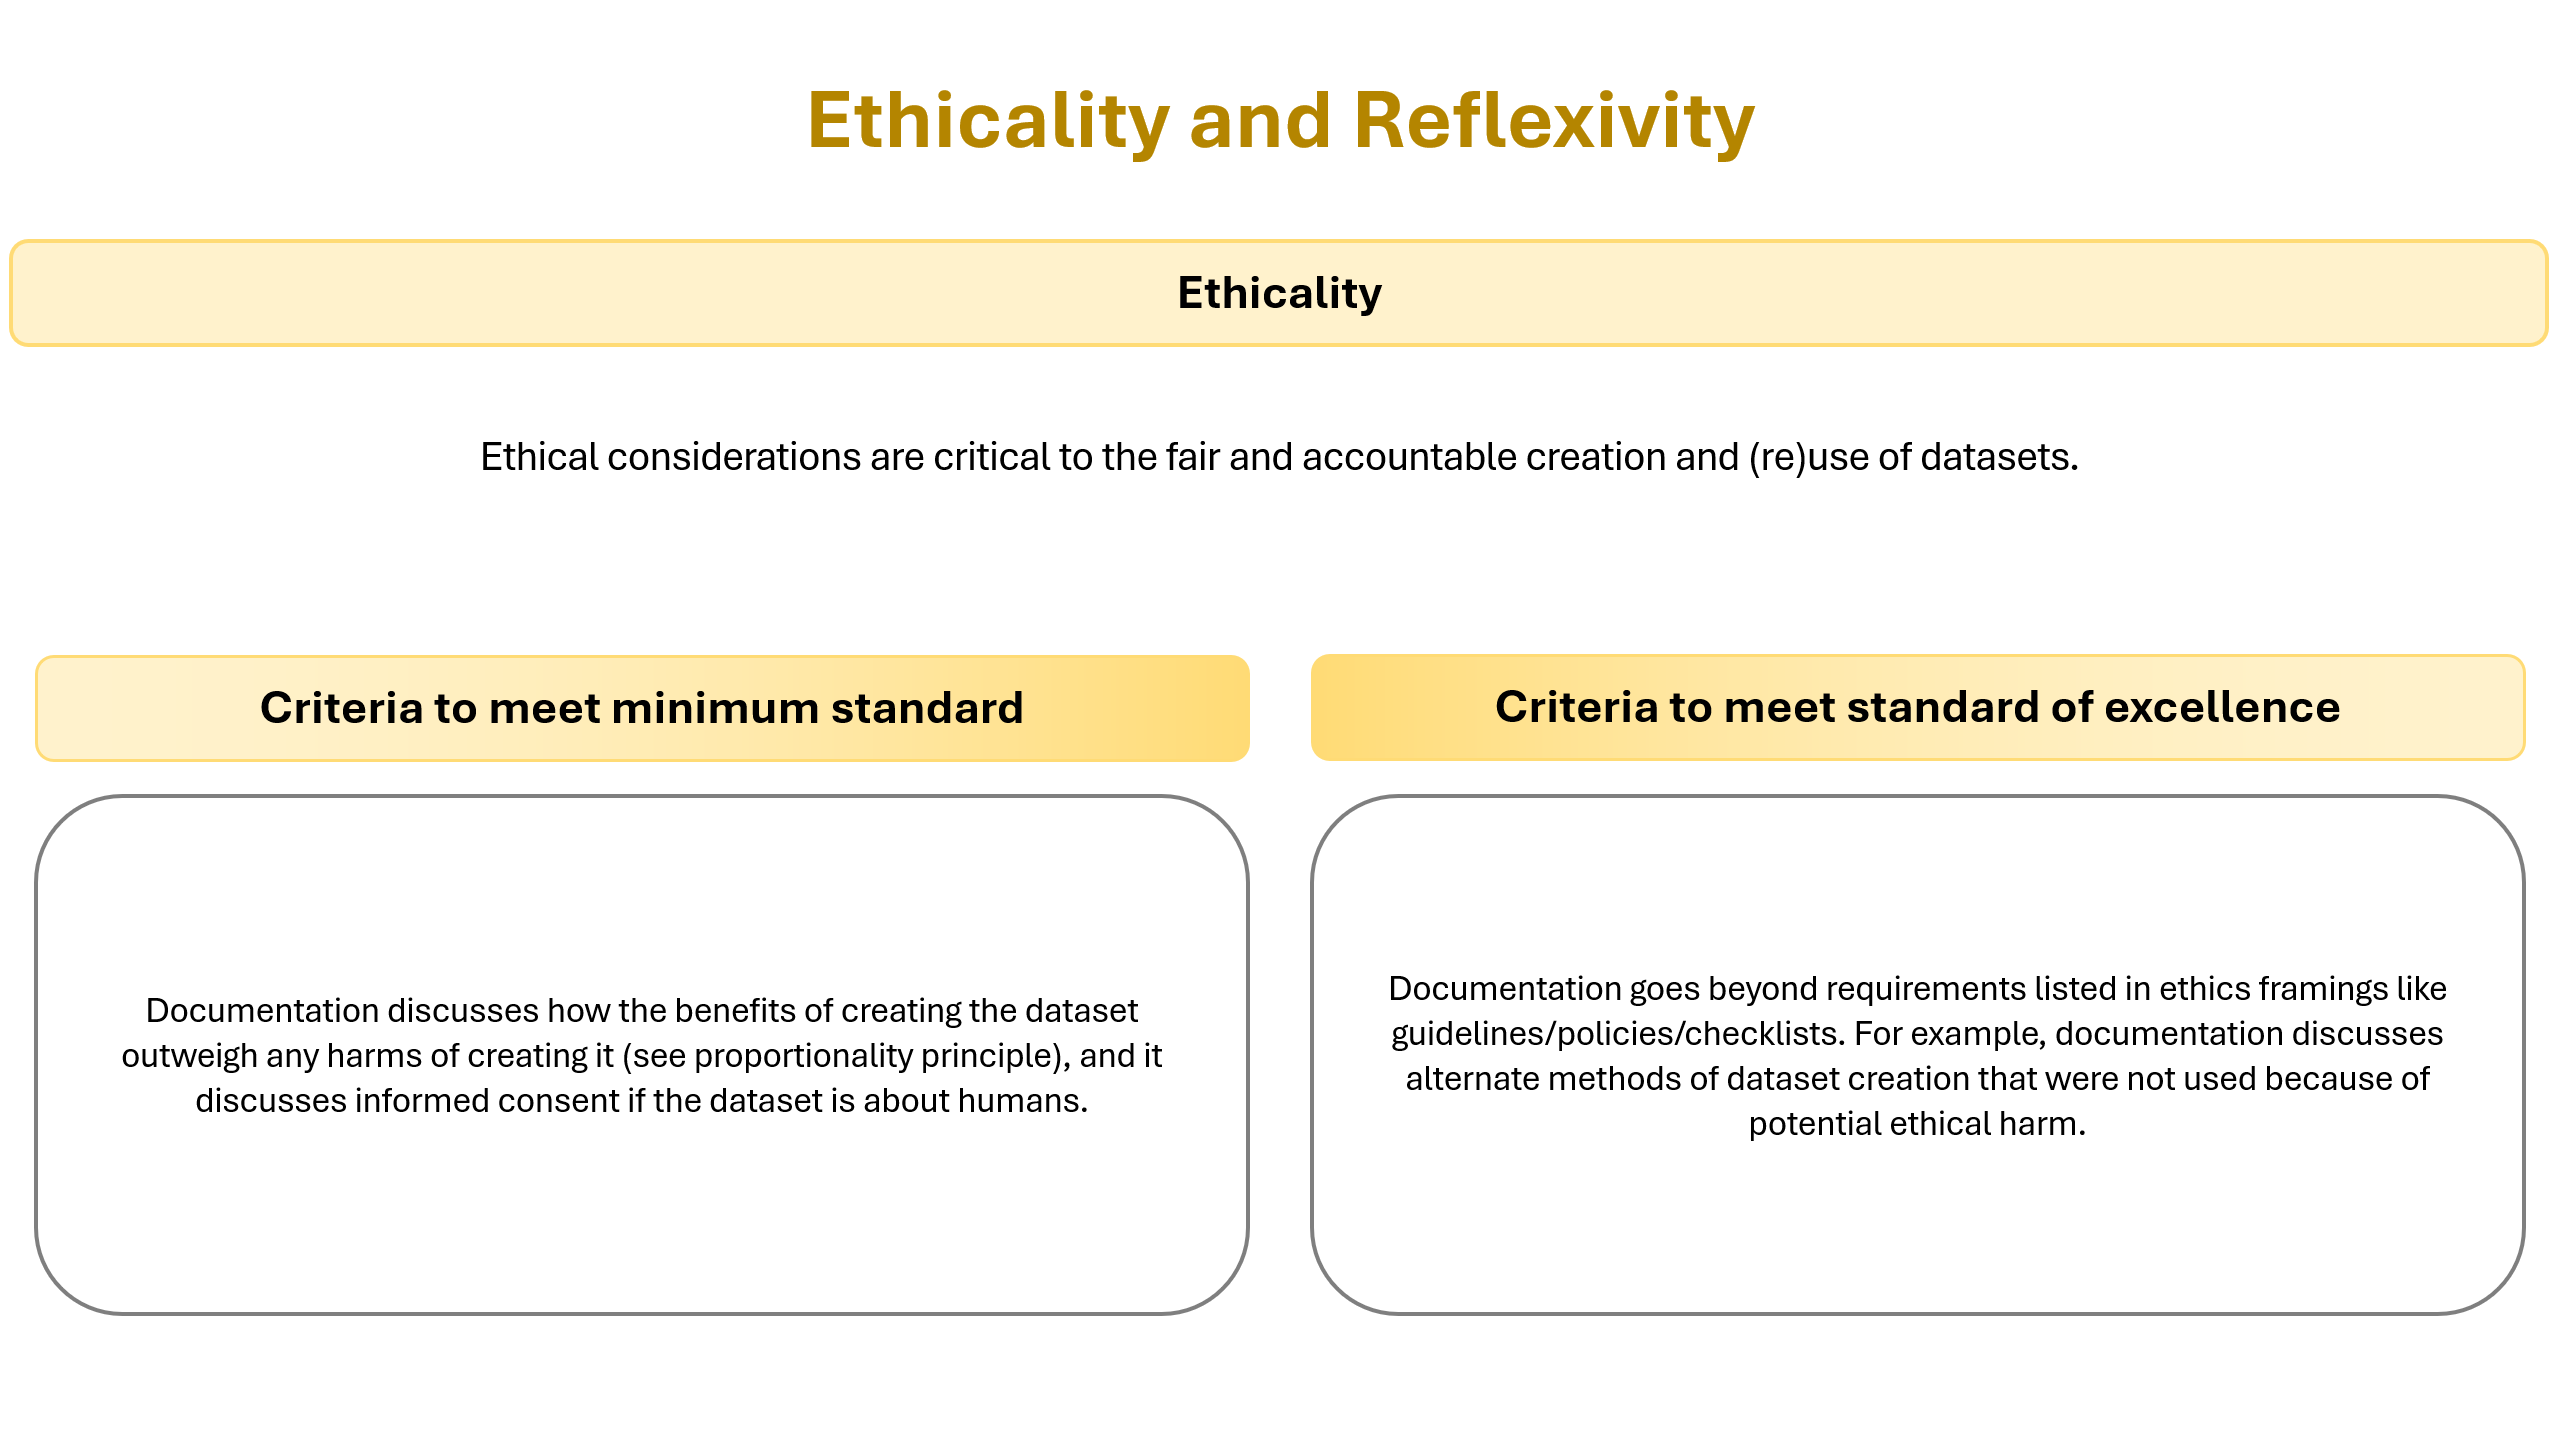 Ethicality and Reflexivity
Ethicality
Ethical considerations are critical to the fair and accountable creation and (re)use of datasets.
Criteria to meet minimum standard
Documentation discusses how the benefits of creating the dataset
outweigh any harms of creating it (see proportionality principle), and it
discusses informed consent if the dataset is about humans.
Criteria to meet standard of excellence
Documentation goes beyond requirements listed in ethics framings like
guidelines/policies/checklists. For example, documentation discusses
alternate methods of dataset creation that were not used because of
potential ethical harm.